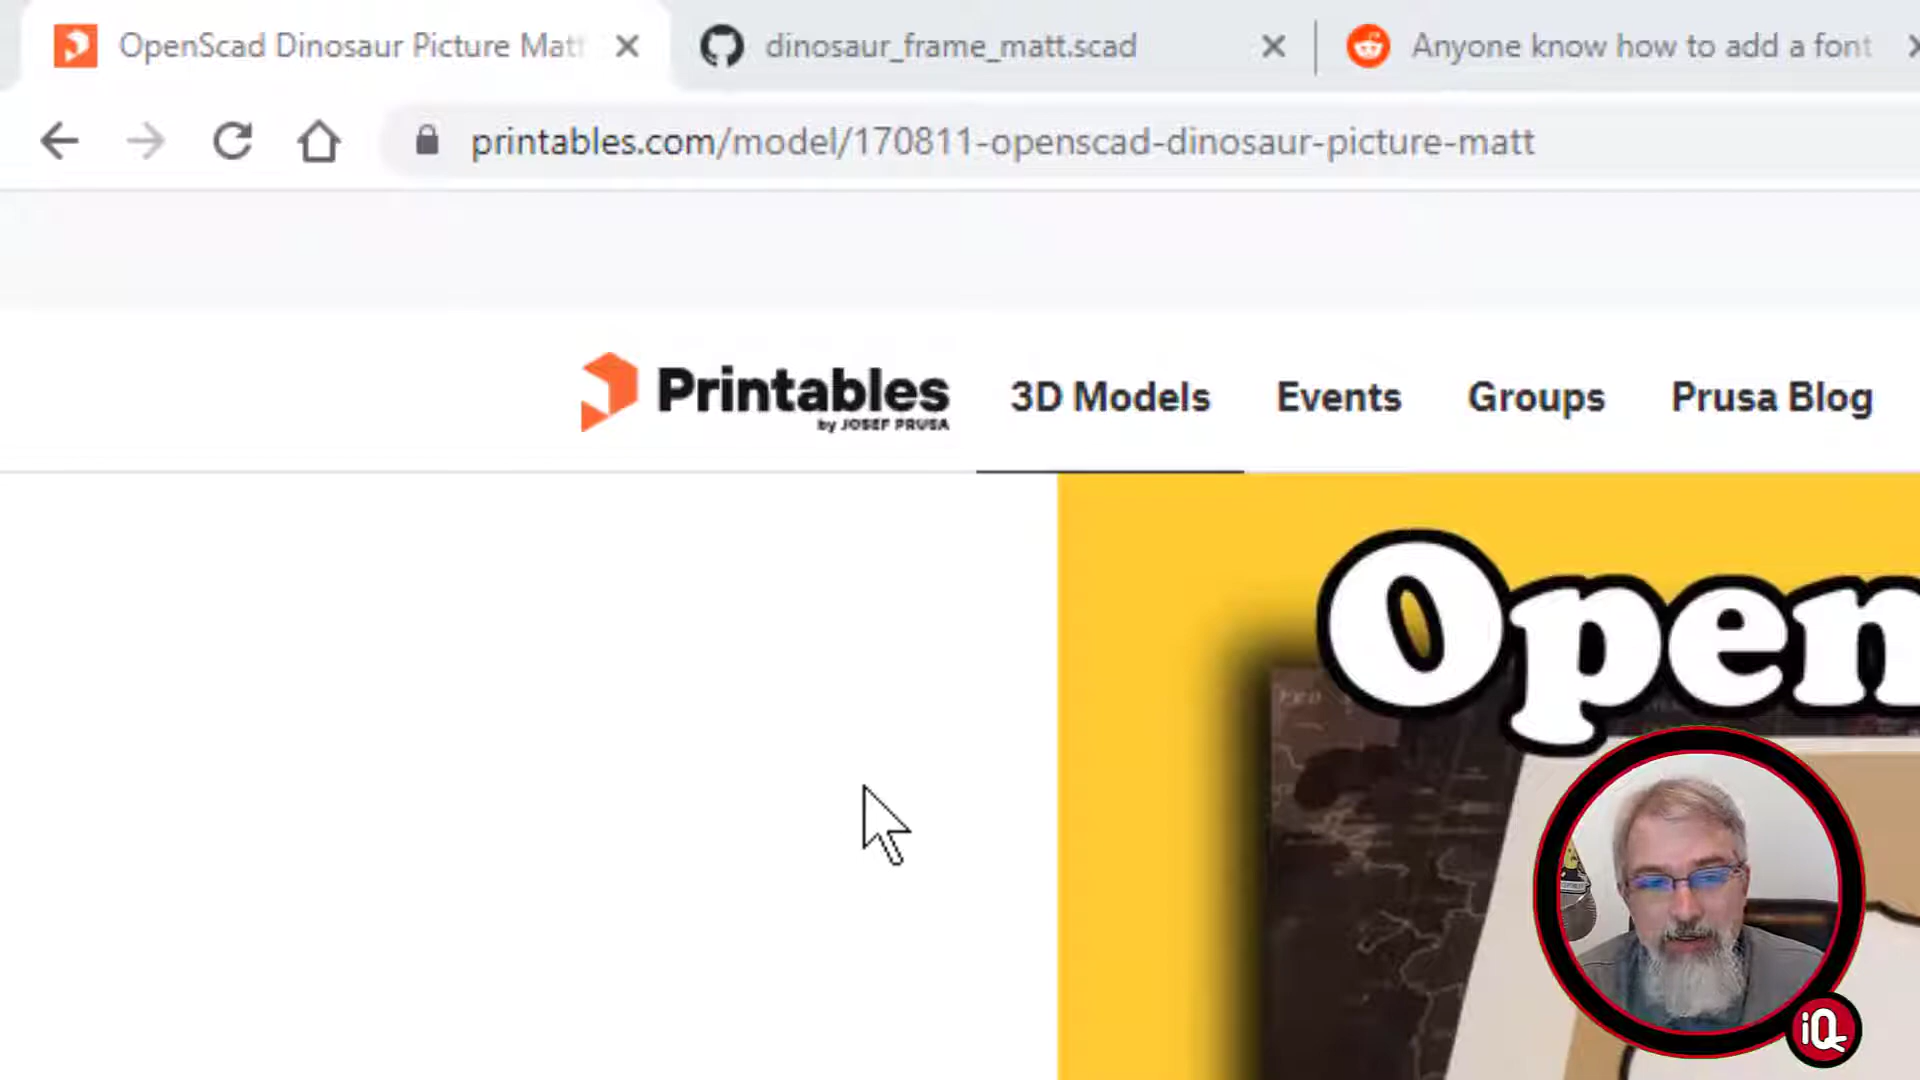 OpenScad Dinosaur Picture Mat
dinosaur_frame_matt.scad
Anyone know how to add a font
printables.com/model/170811-openscad-dinosaur-picture-matt
Printables
by JOSEF PRUSA
3D Models
Events
Groups
Prusa Blog
Open
iQ